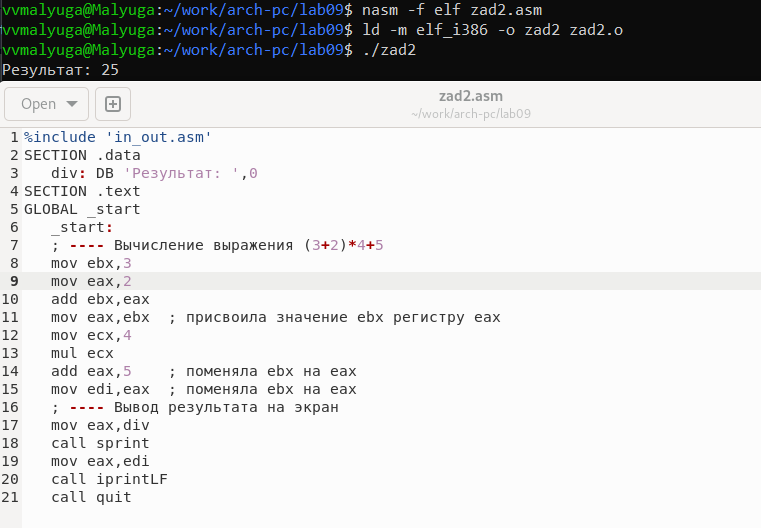 vvmalyuga@Malyuga:~/work/arch-pc/lab09$ nasm -f elf zad2.asm
vvmalyuga@Malyuga:~/work/arch-pc/lab09$ ld -m elf_i386 -o zad2 zad2.o
vvmalyuga@Malyuga:~/work/arch-pc/lab09$ ./zad2
Результат: 25
Open
zad2.asm
~/work/arch-pc/lab09
1 %include 'in_out.asm'
2 SECTION .data
3    div: DB 'Результат: ',0
4 SECTION .text
5 GLOBAL _start
6    _start:
7    ; ---- Вычисление выражения (3+2)*4+5
8    mov ebx,3
9    mov eax,2
10    add ebx,eax
11    mov eax,ebx  ; присвоила значение ebx регистру eax
12    mov ecx,4
13    mul ecx
14    add eax,5    ; поменяла ebx на eax
15    mov edi,eax  ; поменяла ebx на eax
16    ; ---- Вывод результата на экран
17    mov eax,div
18    call sprint
19    mov eax,edi
20    call iprintLF
21    call quit